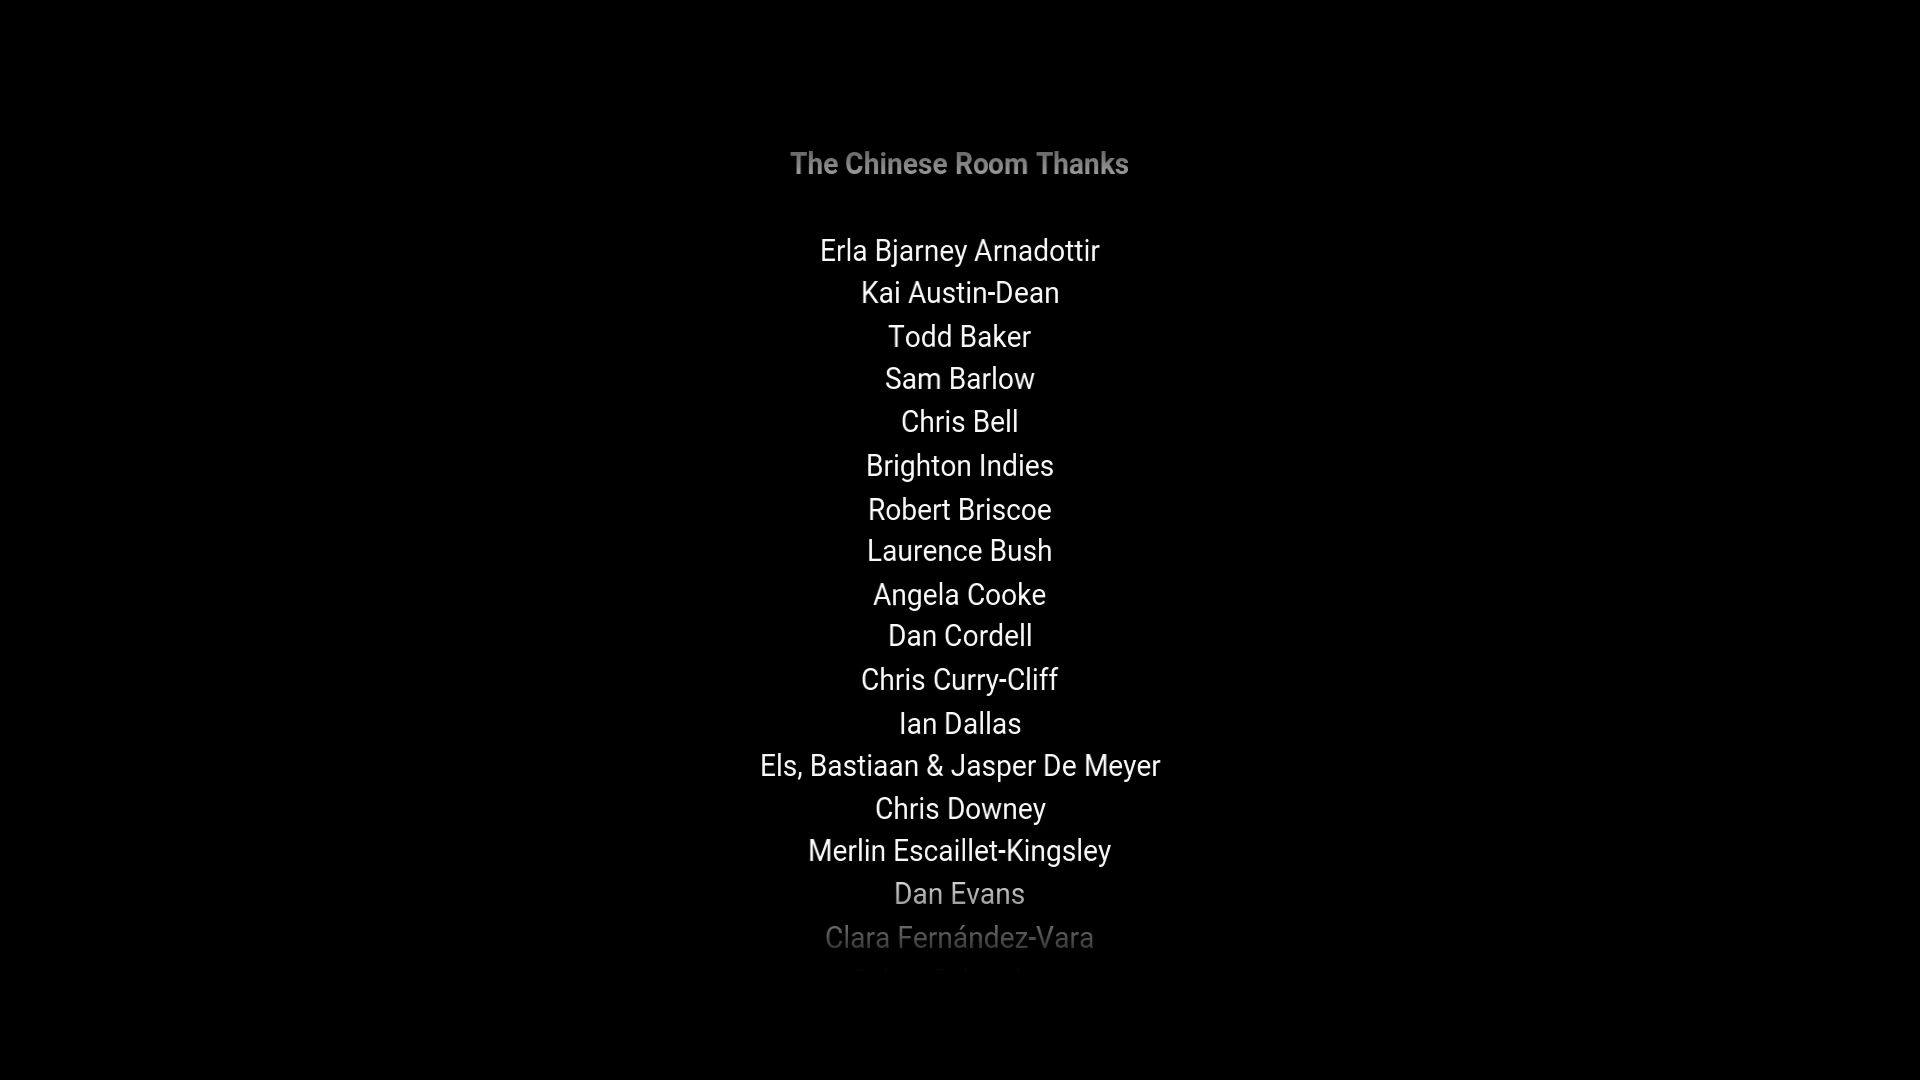 The Chinese Room Thanks
Erla Bjarney Arnadottir
Kai Austin-Dean
Todd Baker
Sam Barlow
Chris Bell
Brighton Indies
Robert Briscoe
Laurence Bush
Angela Cooke
Dan Cordell
Chris Curry-Cliff
Ian Dallas
Els, Bastiaan & Jasper De Meyer
Chris Downey
Merlin Escaillet-Kingsley
Dan Evans
Clara Fernández-Vara